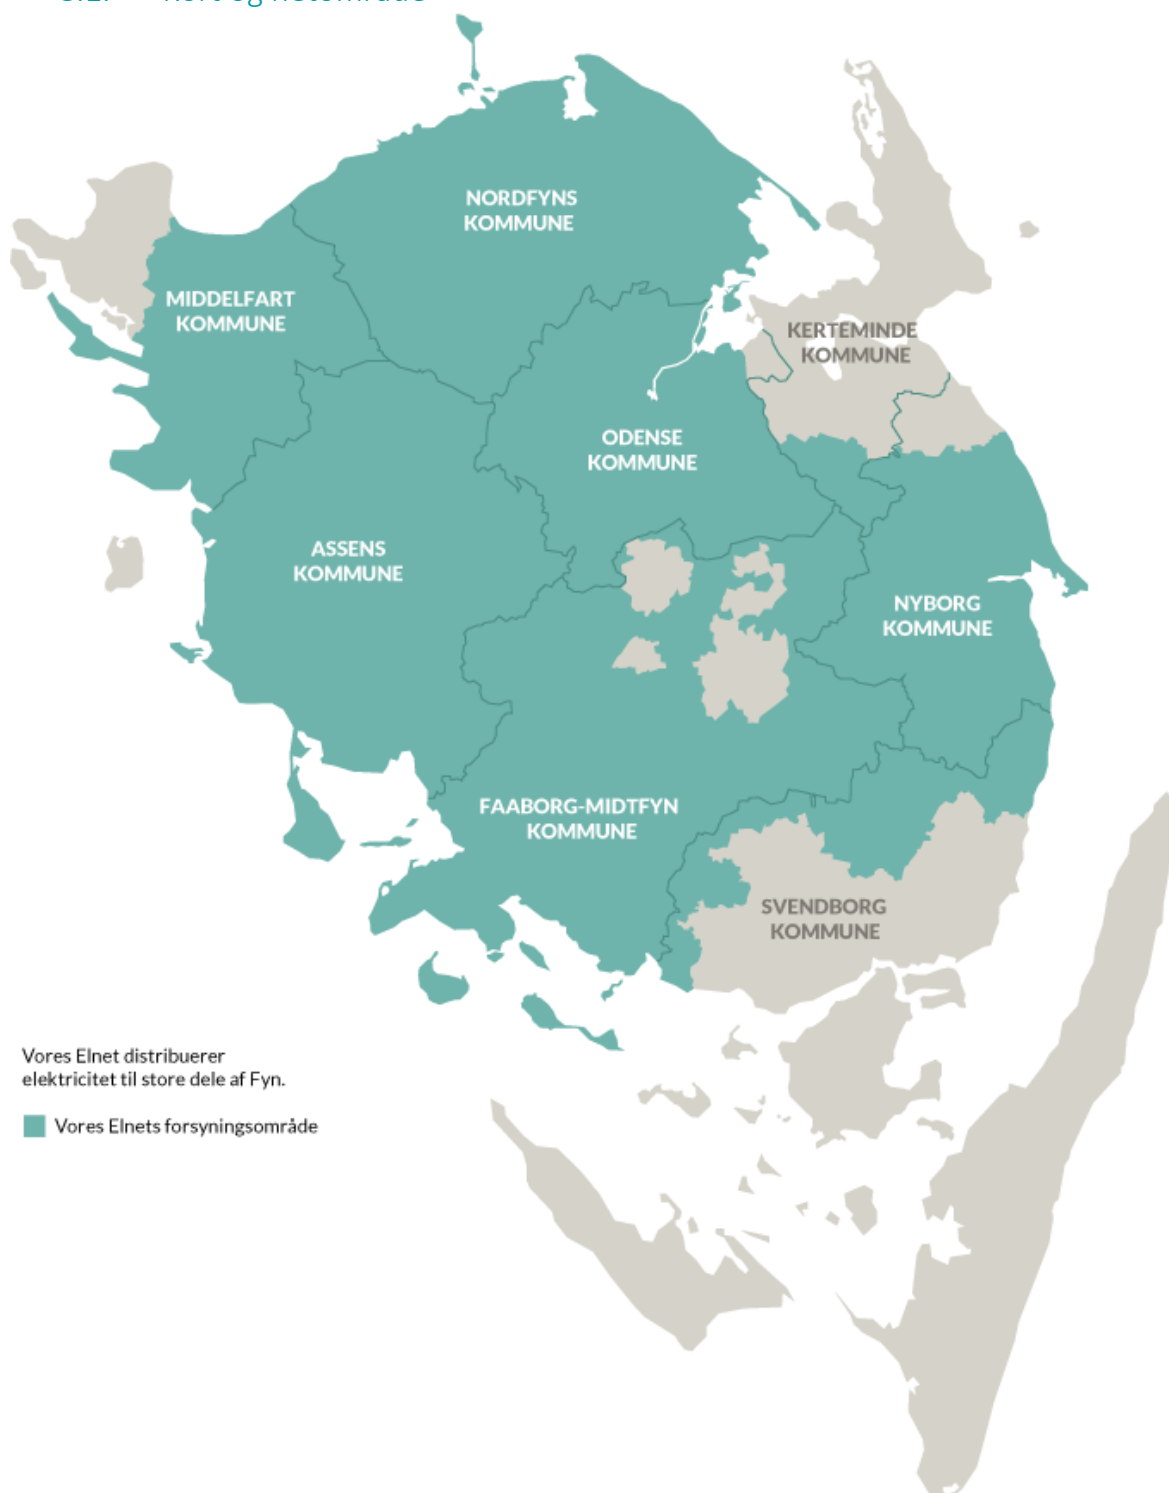 NORDFYNS
KOMMUNE
MIDDELFART
KOMMUNE
KERTEMINDE
KOMMUNE
ODENSE
KOMMUNE
ASSENS
KOMMUNE
NYBORG
KOMMUNE
FAABORG-MIDTFYN
KOMMUNE
SVENDBORG
KOMMUNE
Vores Elnet distribuerer
elektricitet til store dele af Fyn.
Vores Elnets forsyningsområde